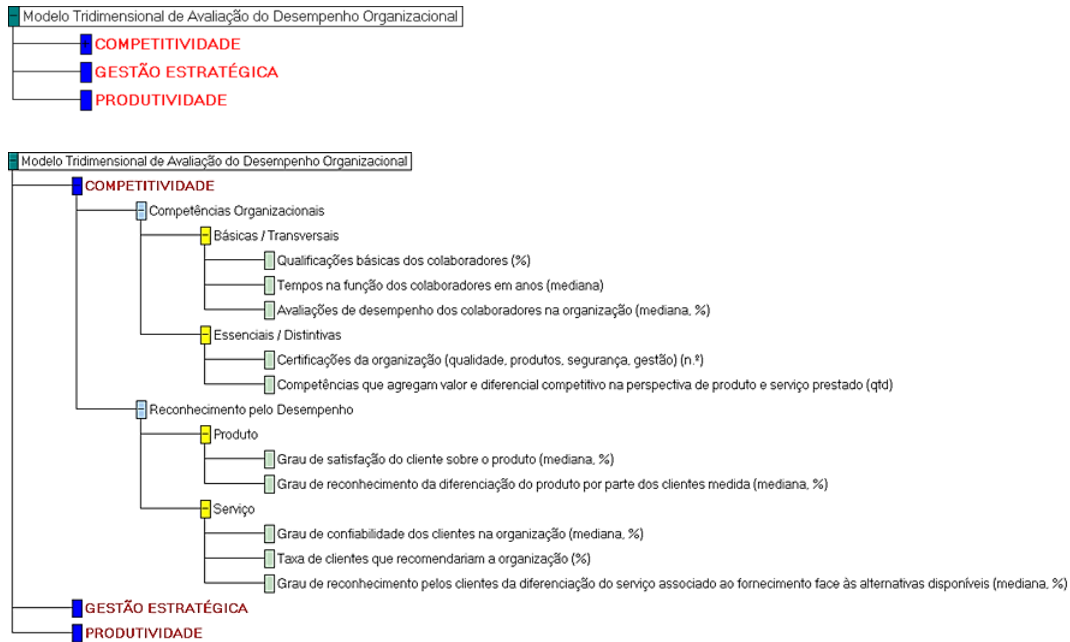 Modelo Tridimensional de Avaliação do Desempenho Organizacional
COMPETITIVIDADE
GESTÃO ESTRATÉGICA
PRODUTIVIDADE
Modelo Tridimensional de Avaliação do Desempenho Organizacional
COMPETITIVIDADE
Competências Organizacionais
Básicas / Transversais
Qualificações básicas dos colaboradores (%)
Tempos na função dos colaboradores em anos (mediana)
Avaliações de desempenho dos colaboradores na organização (mediana, %)
Essenciais / Distintivas
Certificações da organização (qualidade, produtos, segurança, gestão) (n.º)
Competências que agregam valor e diferencial competitivo na perspectiva de produto e serviço prestado (qtd)
Reconhecimento pelo Desempenho
Produto
Grau de satisfação do cliente sobre o produto (mediana, %)
Grau de reconhecimento da diferenciação do produto por parte dos clientes medida (mediana, %)
Serviço
Grau de confiabilidade dos clientes na organização (mediana, %)
Taxa de clientes que recomendariam a organização (%)
Grau de reconhecimento pelos clientes da diferenciação do serviço associado ao fornecimento face às alternativas disponíveis (mediana, %)
GESTÃO ESTRATÉGICA
PRODUTIVIDADE